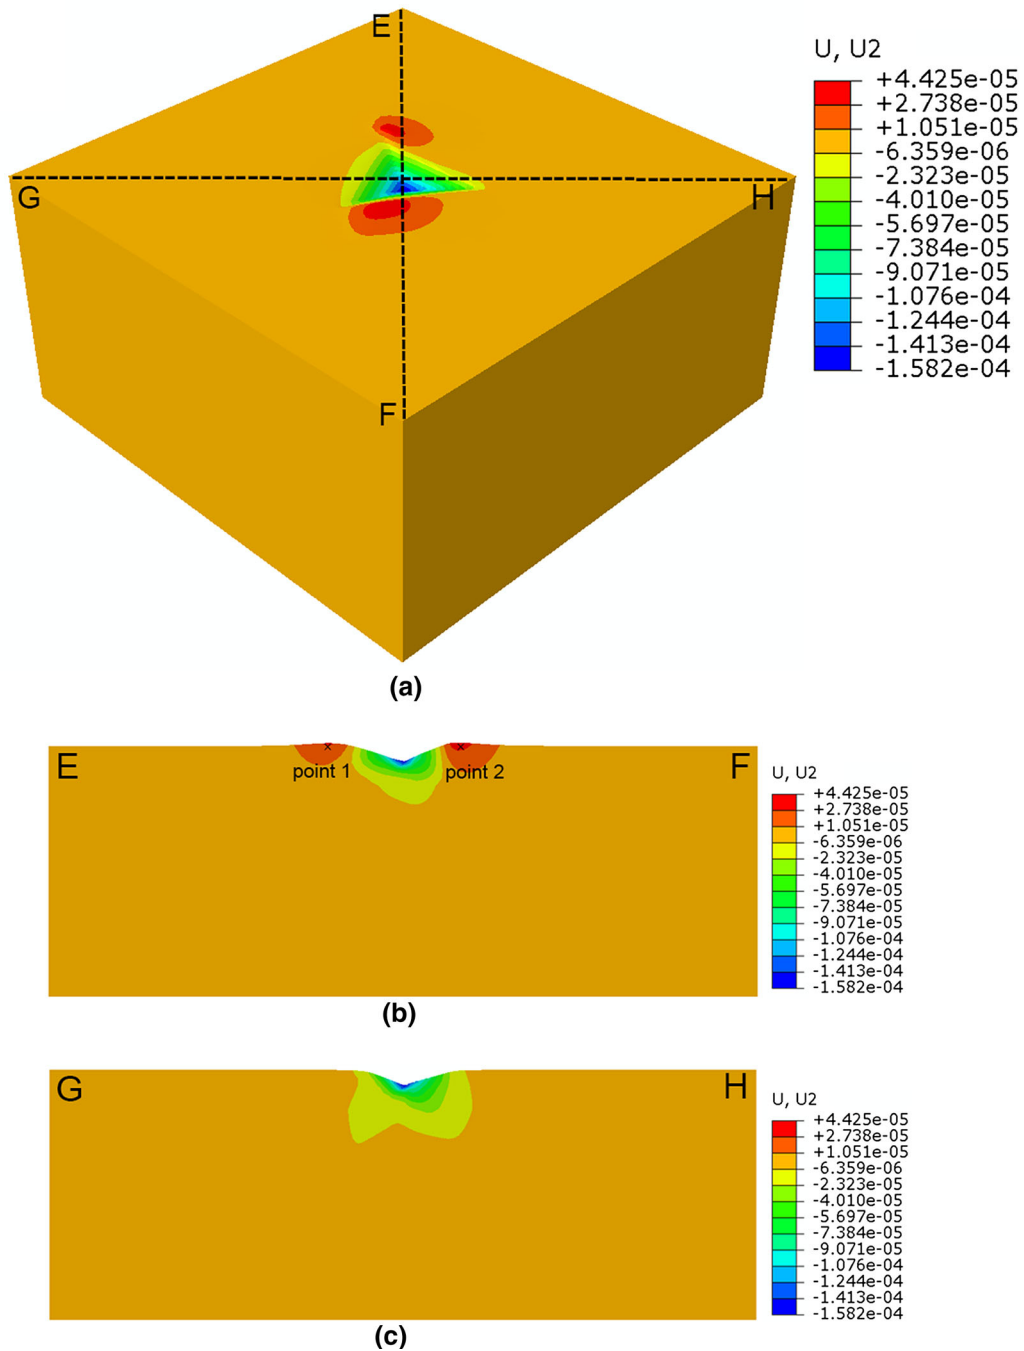 E
G
H
F
U, U2
+4.425e-05
+2.738e-05
+1.051e-05
-6.359e-06
-2.323e-05
-4.010e-05
-5.697e-05
-7.384e-05
-9.071e-05
-1.076e-04
-1.244e-04
-1.413e-04
-1.582e-04
(a)
E
point 1
point 2
F
U, U2
+4.425e-05
+2.738e-05
+1.051e-05
-6.359e-06
-2.323e-05
-4.010e-05
-5.697e-05
-7.384e-05
-9.071e-05
-1.076e-04
-1.244e-04
-1.413e-04
-1.582e-04
(b)
G
H
U, U2
+4.425e-05
+2.738e-05
+1.051e-05
-6.359e-06
-2.323e-05
-4.010e-05
-5.697e-05
-7.384e-05
-9.071e-05
-1.076e-04
-1.244e-04
-1.413e-04
-1.582e-04
(c)